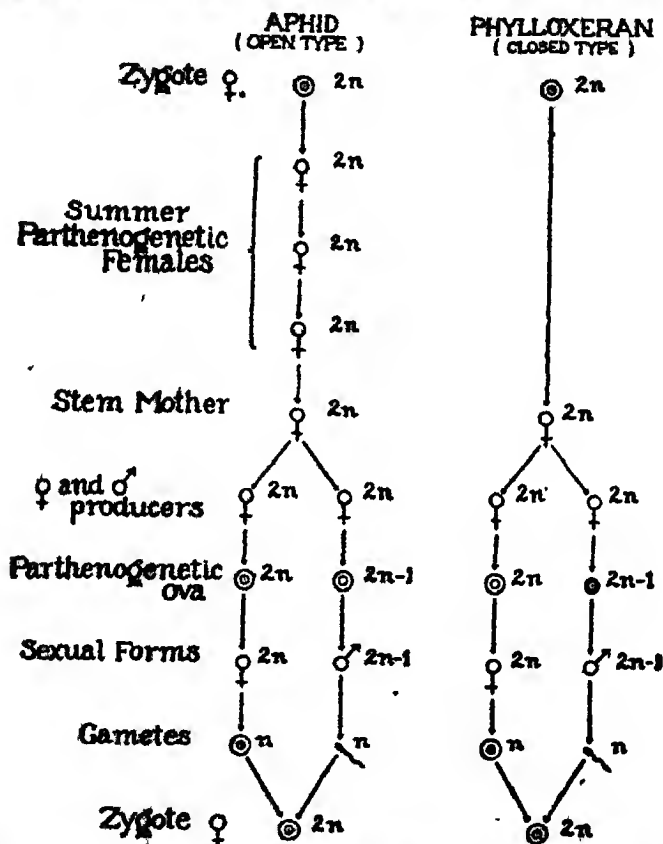 APHID PHYLLOXERAN
(OPEN TYPE) (CLOSED TYPE)
Zygote ♀. 2n 2n
2n
Summer
Parthenogenetic 2n
Females
2n
Stem Mother 2n 2n
♀ and ♂ 2n 2n 2n 2n
producers
Parthenogenetic 2n 2n-1 2n 2n-1
ova
Sexual Forms 2n 2n-1 2n 2n-1
Gametes n n n n
Zygote ♀ 2n 2n